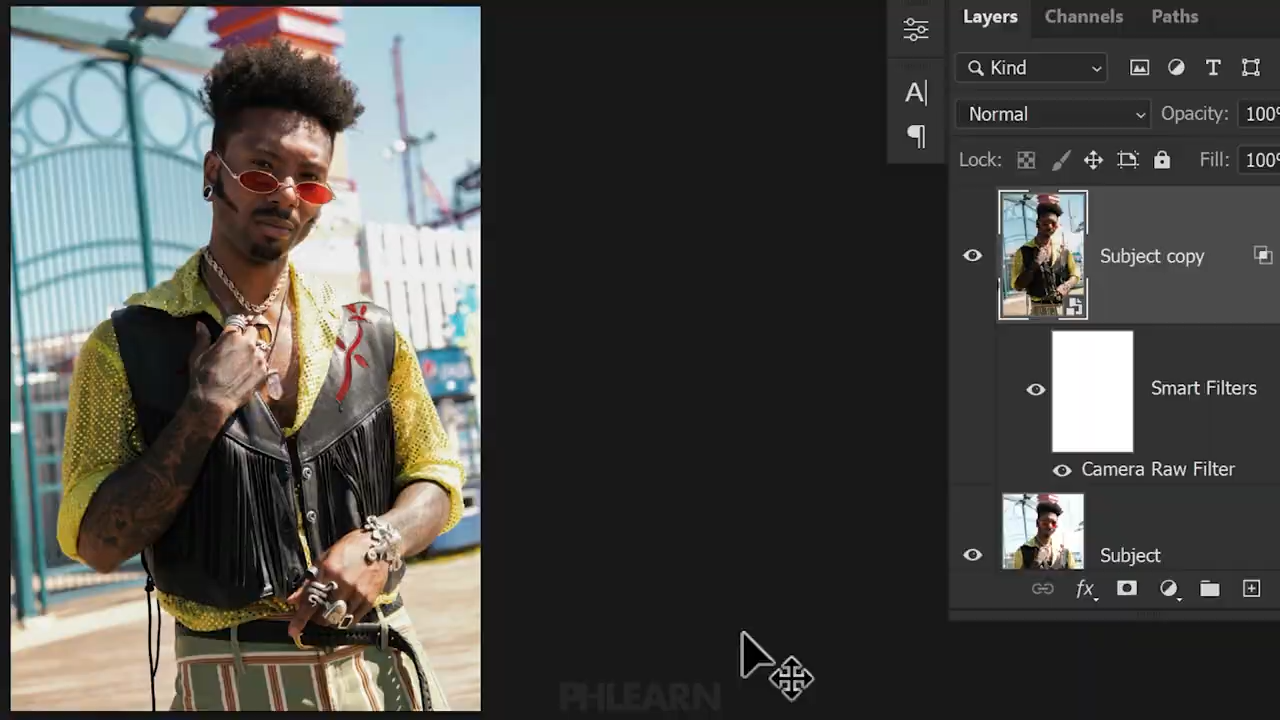 Layers Channels Paths
Kind
Normal Opacity: 100%
Lock: Fill: 100%
Subject copy
Smart Filters
Camera Raw Filter
Subject
fx
PHLEARN